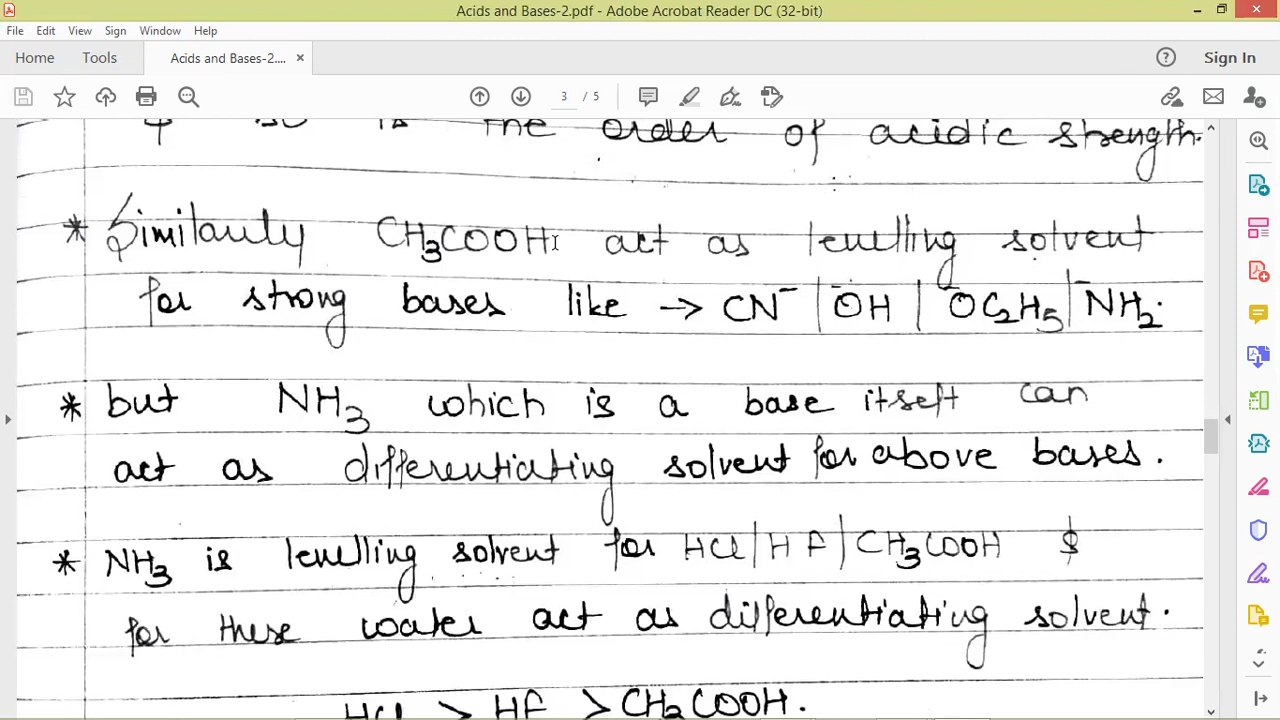 Acids and Bases-2.pdf - Adobe Acrobat Reader DC (32-bit)
File Edit View Sign Window Help
Home Tools Acids and Bases-2.... × Sign In
3 / 5
is the order of acidic strength.
* Similarly CH₃COOH act as levelling solvent
for strong bases like → CN⁻ | ⁻OH | ⁻OC₂H₅ | ⁻NH₂.
* but NH₃ which is a base itself can
act as differentiating solvent for above bases.
* NH₃ is levelling solvent for HCl | HF | CH₃COOH &
for these water act as differentiating solvent.
HCl > HF > CH₃COOH.